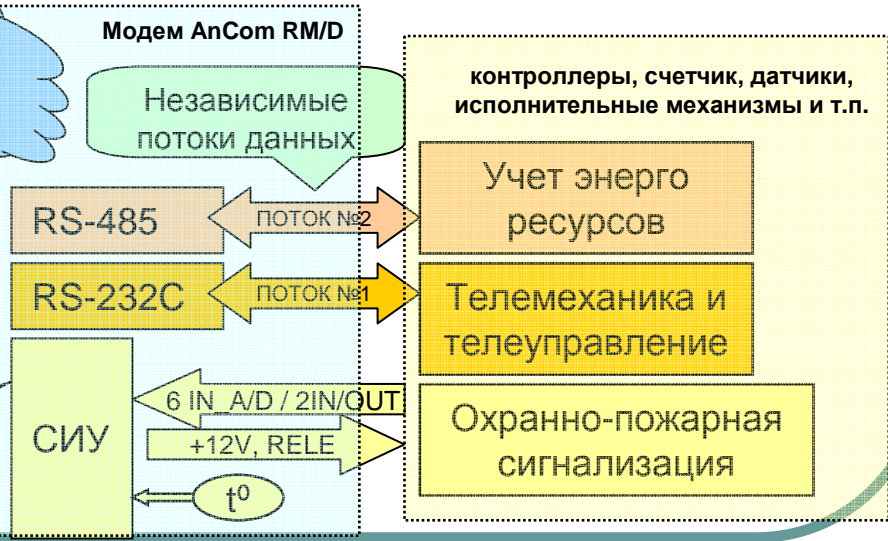 Модем AnCom RM/D
контроллеры, счетчик, датчики,
исполнительные механизмы и т.п.
Независимые
потоки данных
RS-485
ПОТОК №2
Учет энерго
ресурсов
RS-232C
ПОТОК №1
Телемеханика и
телеуправление
СИУ
6 IN_A/D / 2IN/OUT
+12V, RELE
t⁰
Охранно-пожарная
сигнализация